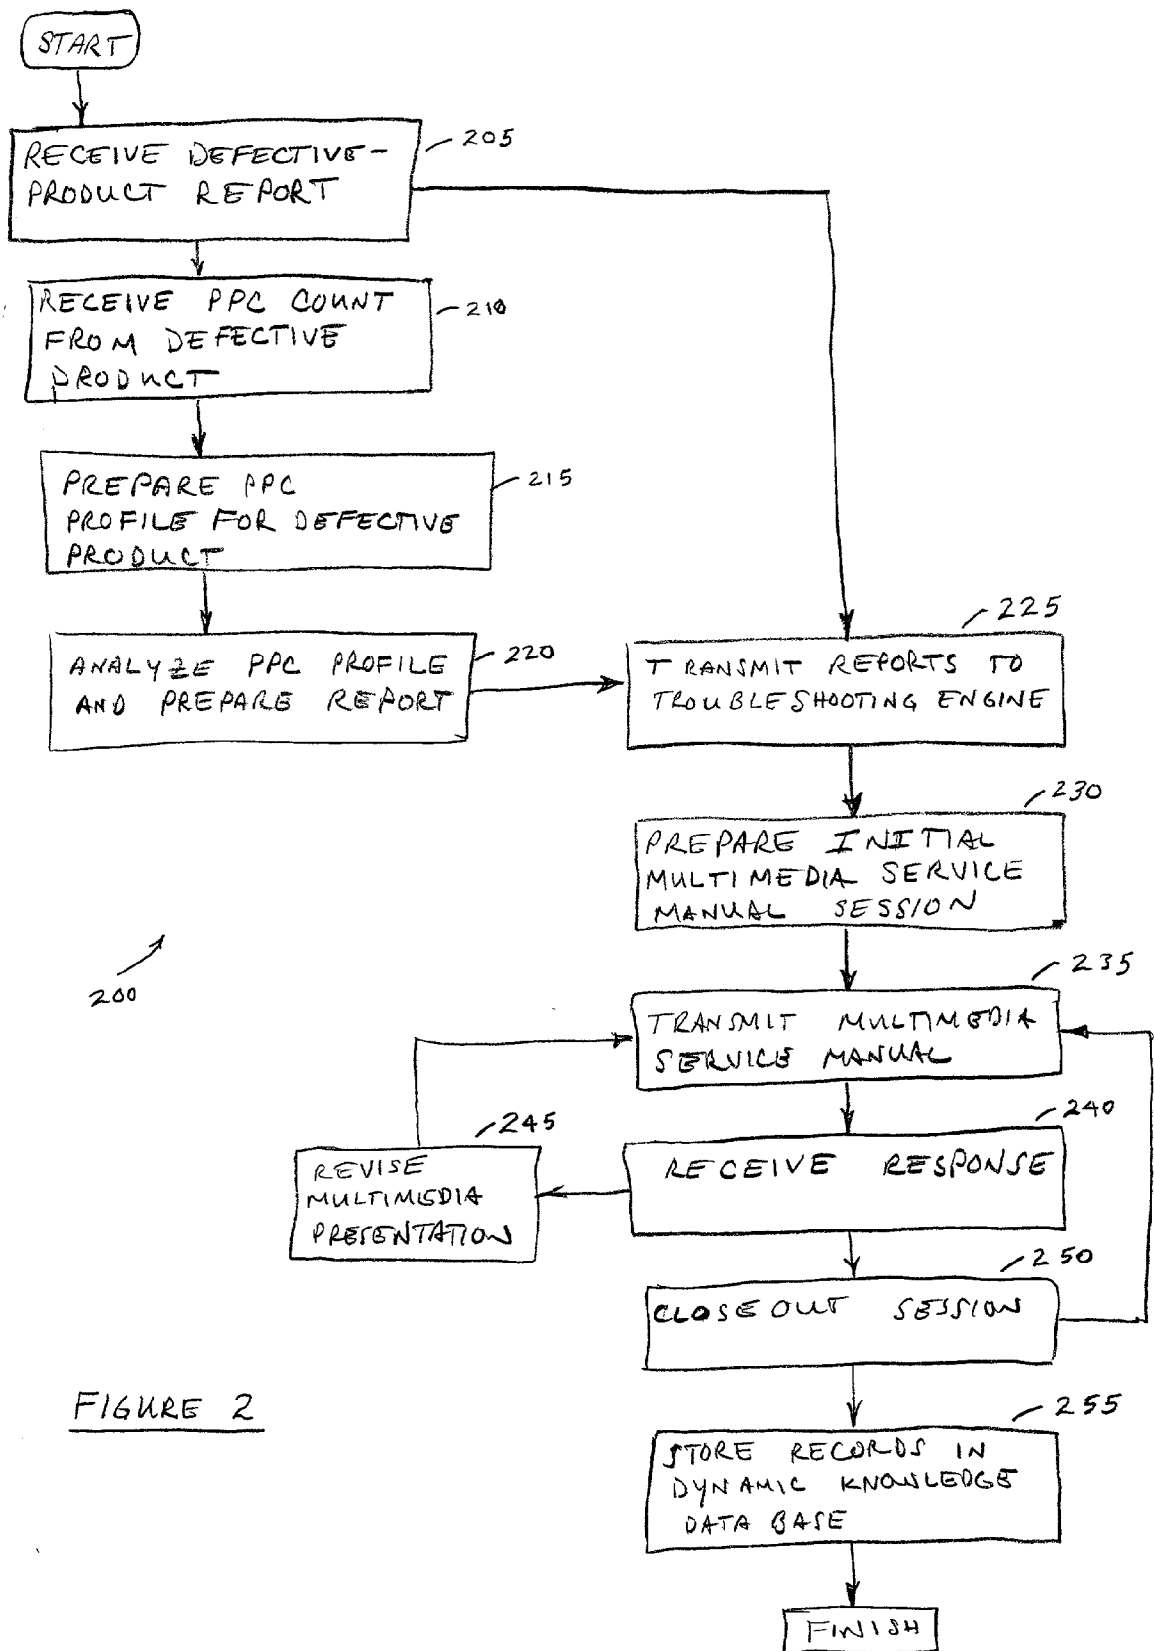 START
205
RECEIVE DEFECTIVE-
PRODUCT REPORT
RECEIVE PPC COUNT
210
FROM DEFECTIVE
PRODUCT
PREPARE PPC
215
PROFILE FOR DEFECTIVE
PRODUCT
225
ANALYZE PPC PROFILE
220
AND PREPARE REPORT
TRANSMIT REPORTS TO
TROUBLESHOOTING ENGINE
230
PREPARE INITIAL
MULTIMEDIA SERVICE
MANUAL SESSION
200
235
TRANSMIT MULTIMEDIA
SERVICE MANUAL
240
245
RECEIVE RESPONSE
REVISE
MULTIMEDIA
PRESENTATION
250
CLOSEOUT SESSION
FIGURE 2
255
STORE RECORDS IN
DYNAMIC KNOWLEDGE
DATA BASE
FINISH